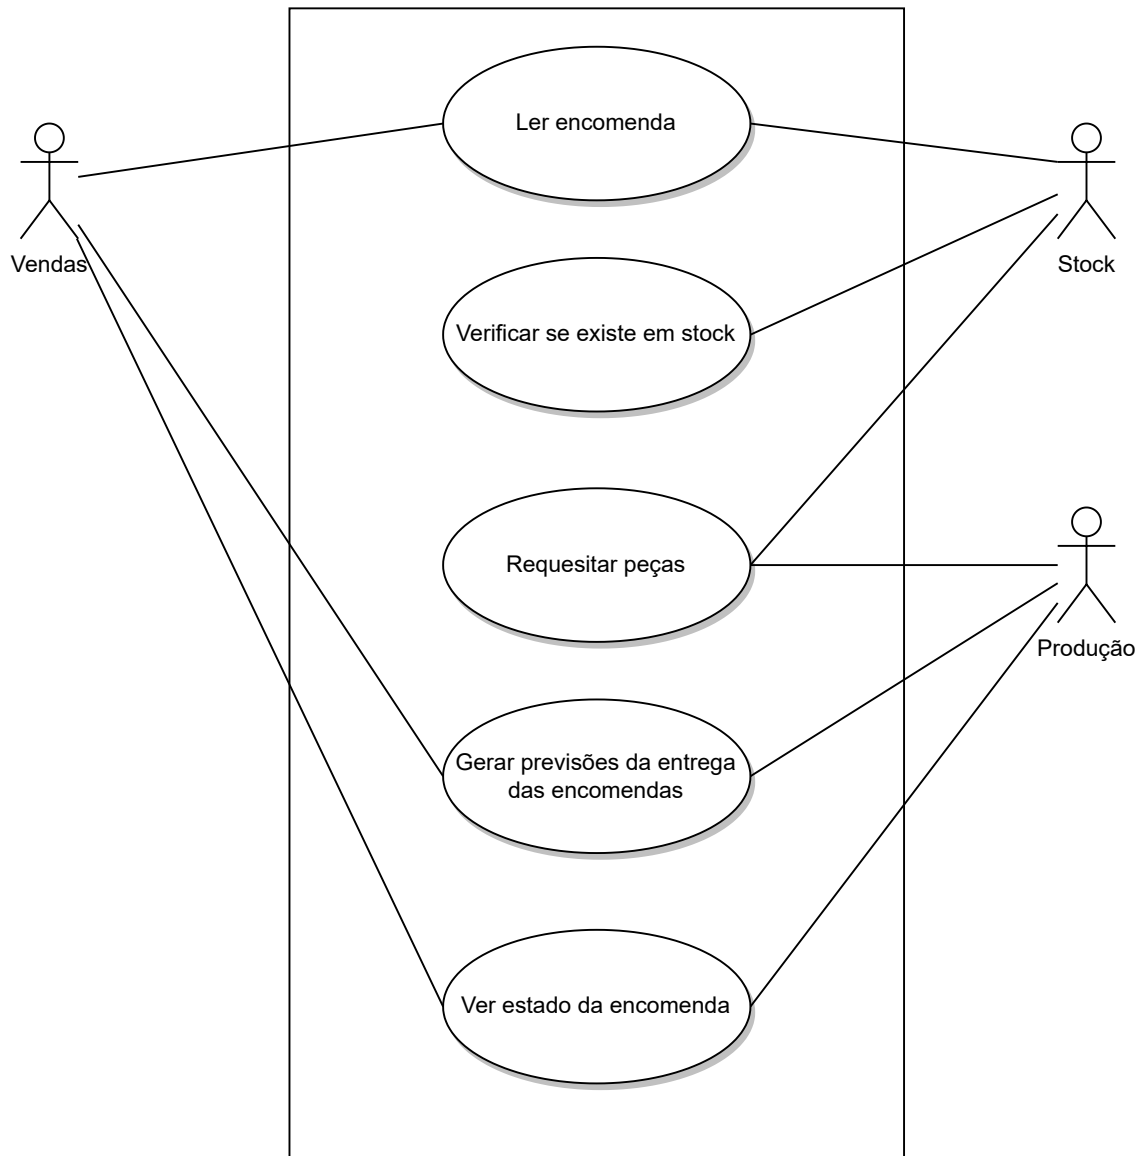 Ler encomenda
Vendas
Stock
Verificar se existe em stock
Requesitar peças
Produção
Gerar previsões da entrega
das encomendas
Ver estado da encomenda